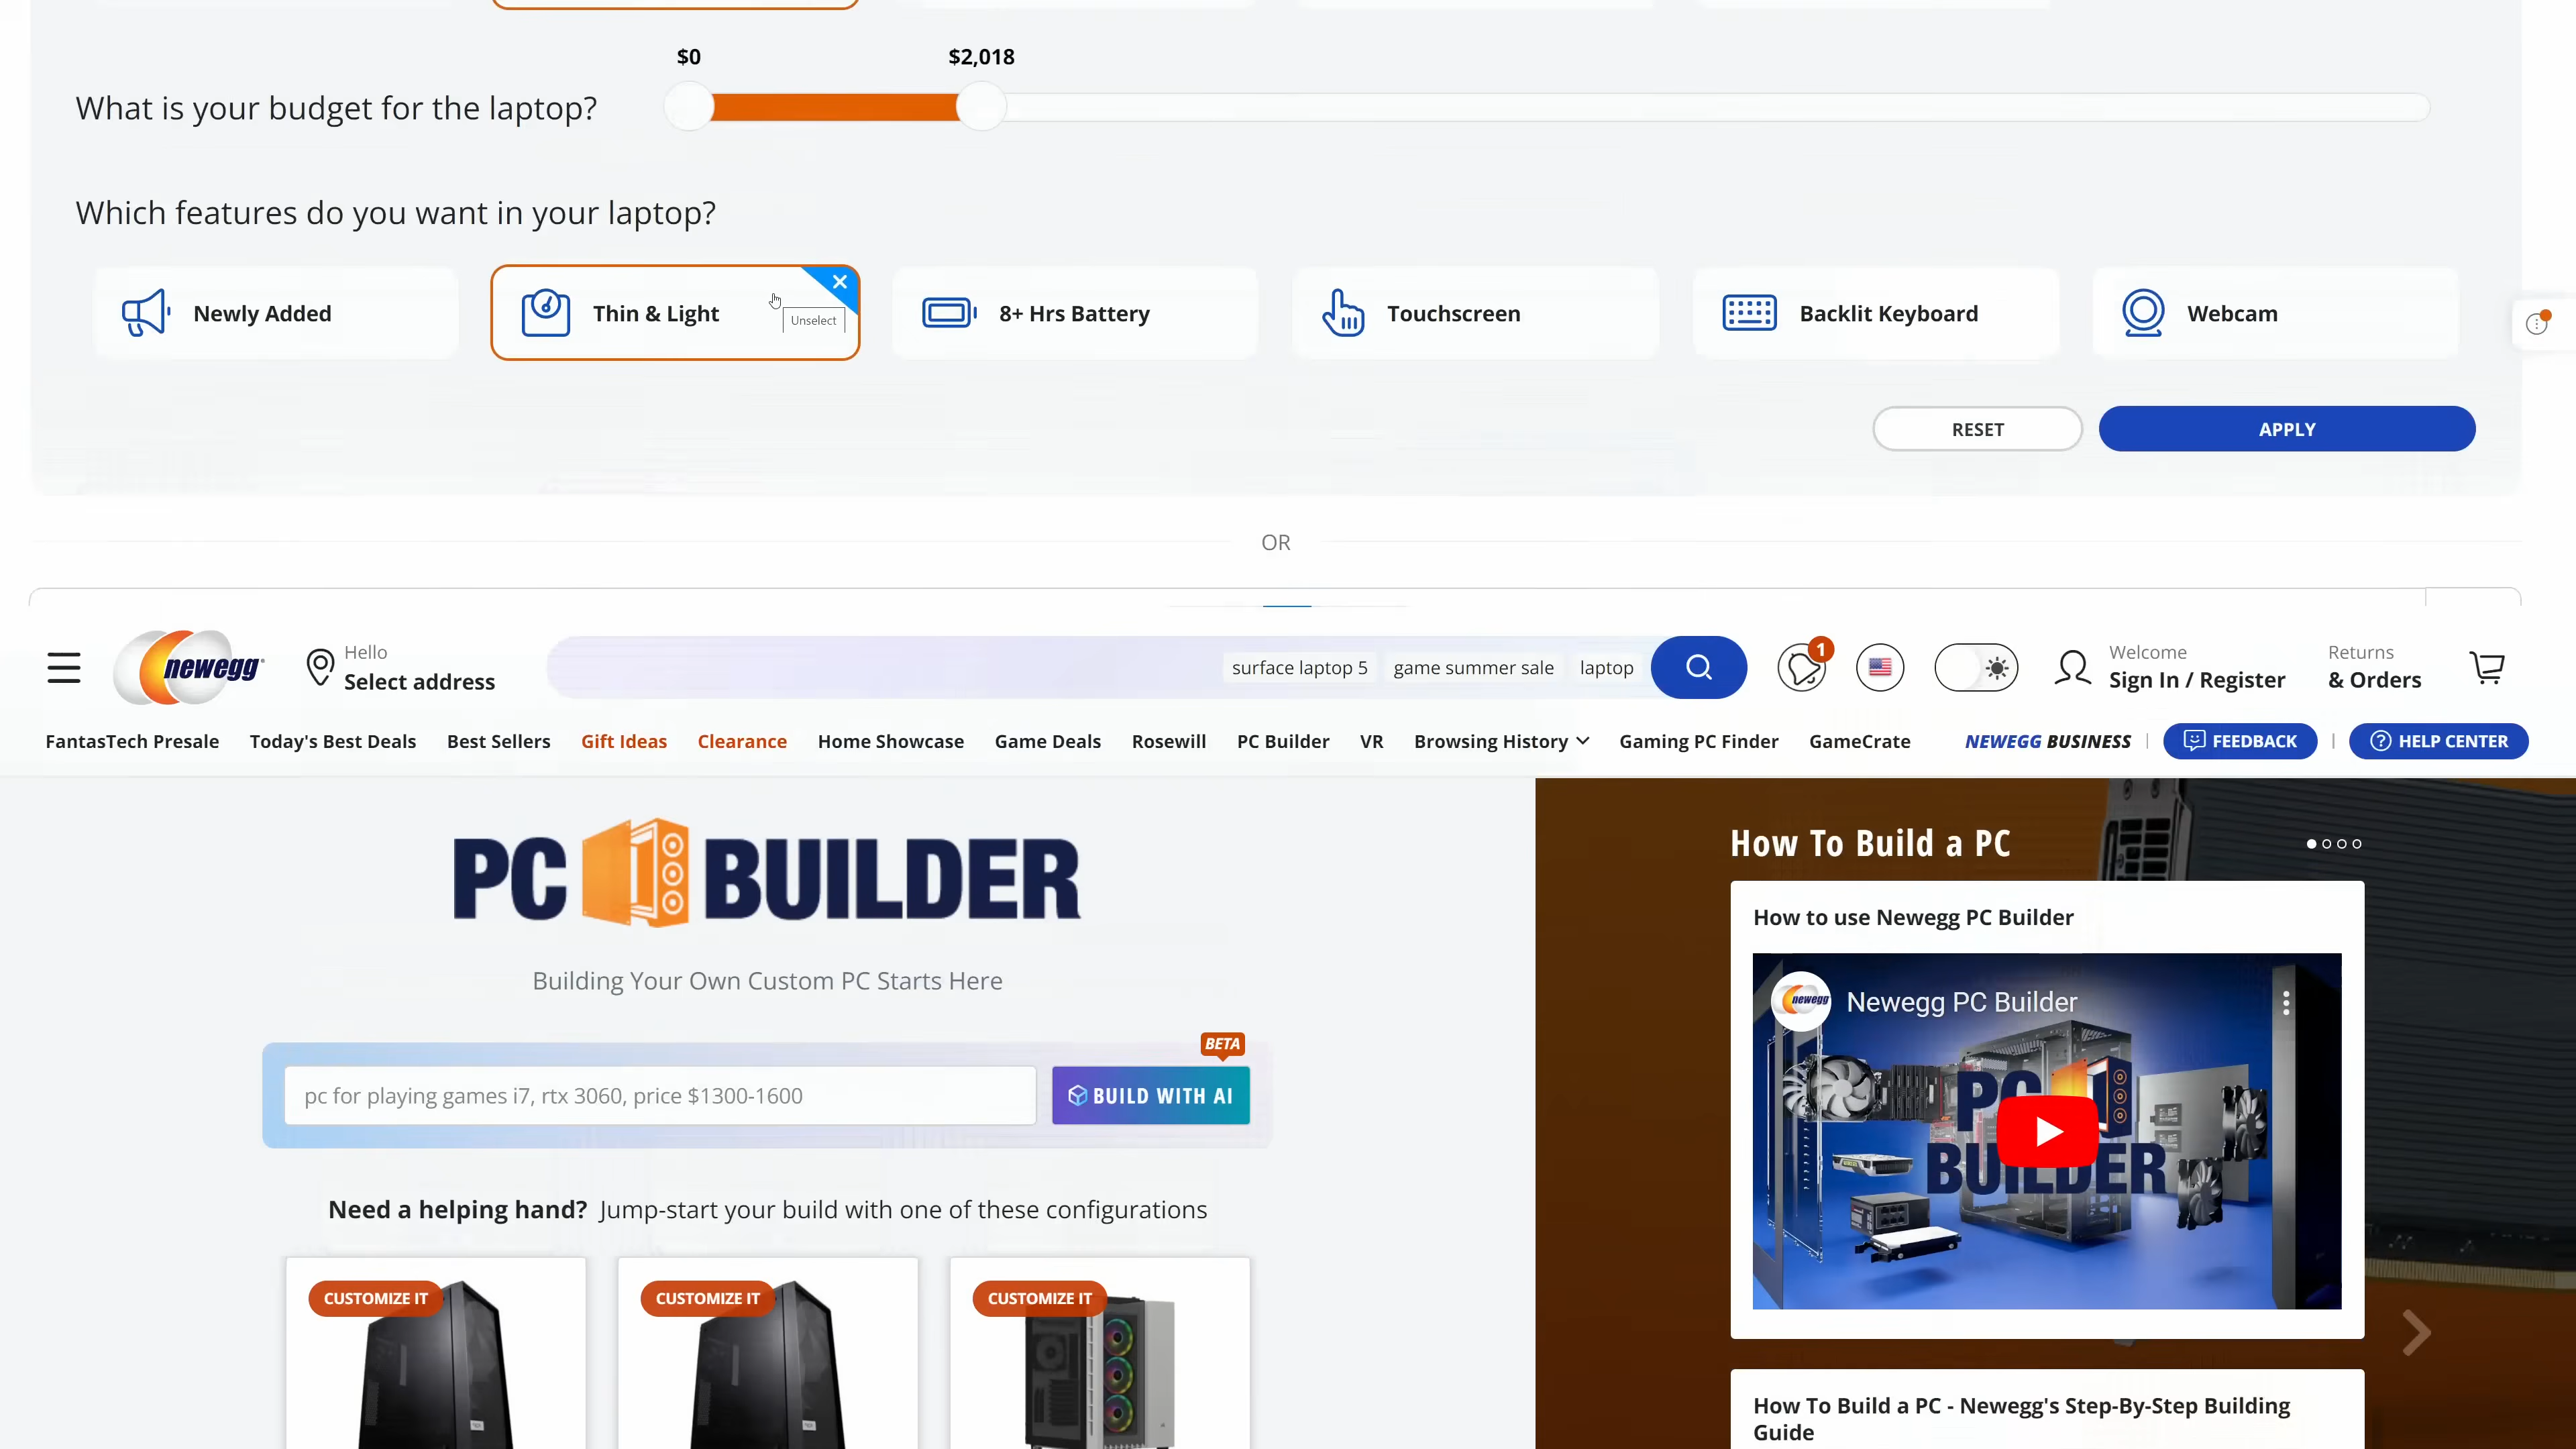 $0 $2,018
What is your budget for the laptop?
Which features do you want in your laptop?
Newly Added Thin & Light Unselect 8+ Hrs Battery Touchscreen Backlit Keyboard Webcam
RESET APPLY
OR
newegg
Hello
Select address
surface laptop 5 game summer sale laptop
1
Welcome
Sign In / Register
Returns
& Orders
FantasTech Presale Today's Best Deals Best Sellers Gift Ideas Clearance Home Showcase Game Deals Rosewill PC Builder VR Browsing History Gaming PC Finder GameCrate NEWEGG BUSINESS FEEDBACK HELP CENTER
PC BUILDER
Building Your Own Custom PC Starts Here
BETA
pc for playing games i7, rtx 3060, price $1300-1600 BUILD WITH AI
Need a helping hand? Jump-start your build with one of these configurations
CUSTOMIZE IT CUSTOMIZE IT CUSTOMIZE IT
How To Build a PC
How to use Newegg PC Builder
newegg Newegg PC Builder
PC
BUILDER
How To Build a PC - Newegg's Step-By-Step Building
Guide